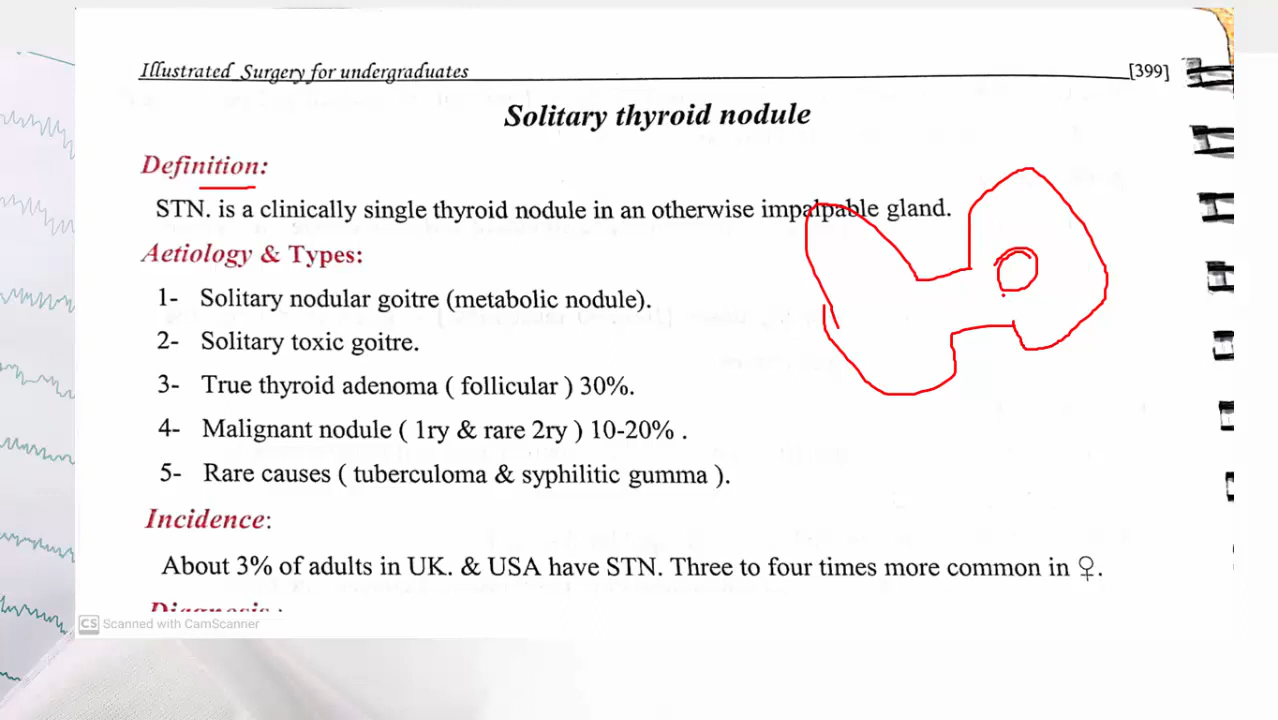 Illustrated Surgery for undergraduates [399]
Solitary thyroid nodule
Definition:
STN. is a clinically single thyroid nodule in an otherwise impalpable gland.
Aetiology & Types:
1- Solitary nodular goitre (metabolic nodule).
2- Solitary toxic goitre.
3- True thyroid adenoma ( follicular ) 30%.
4- Malignant nodule ( 1ry & rare 2ry ) 10-20% .
5- Rare causes ( tuberculoma & syphilitic gumma ).
Incidence:
About 3% of adults in UK. & USA have STN. Three to four times more common in ♀.
Diagnosis :
CS Scanned with CamScanner